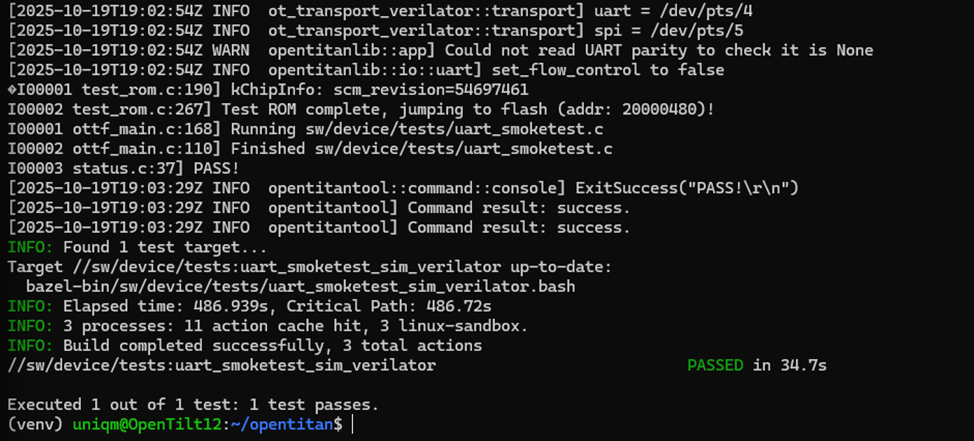 [2025-10-19T19:02:54Z INFO  ot_transport_verilator::transport] uart = /dev/pts/4
[2025-10-19T19:02:54Z INFO  ot_transport_verilator::transport] spi = /dev/pts/5
[2025-10-19T19:02:54Z WARN  opentitanlib::app] Could not read UART parity to check it is None
[2025-10-19T19:02:54Z INFO  opentitanlib::io::uart] set_flow_control to false
�I00001 test_rom.c:190] kChipInfo: scm_revision=54697461
I00002 test_rom.c:267] Test ROM complete, jumping to flash (addr: 20000480)!
I00001 ottf_main.c:168] Running sw/device/tests/uart_smoketest.c
I00002 ottf_main.c:110] Finished sw/device/tests/uart_smoketest.c
I00003 status.c:37] PASS!
[2025-10-19T19:03:29Z INFO  opentitantool::command::console] ExitSuccess("PASS!\r\n")
[2025-10-19T19:03:29Z INFO  opentitantool] Command result: success.
[2025-10-19T19:03:29Z INFO  opentitantool] Command result: success.
INFO: Found 1 test target...
Target //sw/device/tests:uart_smoketest_sim_verilator up-to-date:
  bazel-bin/sw/device/tests/uart_smoketest_sim_verilator.bash
INFO: Elapsed time: 486.939s, Critical Path: 486.72s
INFO: 3 processes: 11 action cache hit, 3 linux-sandbox.
INFO: Build completed successfully, 3 total actions
//sw/device/tests:uart_smoketest_sim_verilator                           PASSED in 34.7s

Executed 1 out of 1 test: 1 test passes.
(venv) uniqm@OpenTilt12:~/opentitan$